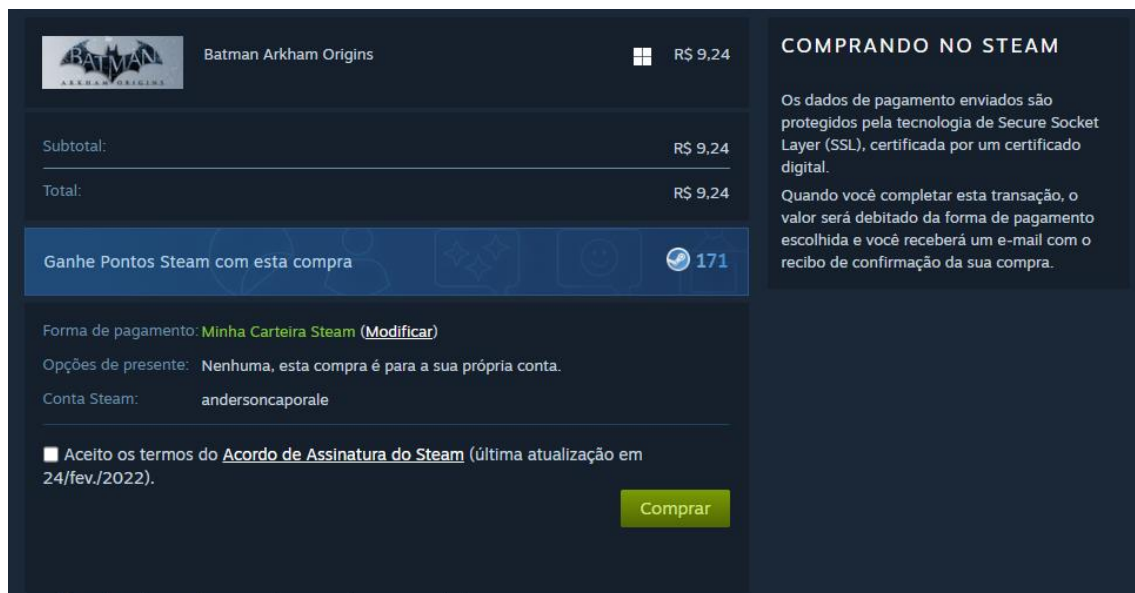 BATMAN
ARKHAM ORIGINS
Batman Arkham Origins
R$ 9,24
Subtotal:
R$ 9,24
Total:
R$ 9,24
Ganhe Pontos Steam com esta compra
171
Forma de pagamento: Minha Carteira Steam (Modificar)
Opções de presente: Nenhuma, esta compra é para a sua própria conta.
Conta Steam: andersoncaporale
Aceito os termos do Acordo de Assinatura do Steam (última atualização em
24/fev./2022).
Comprar
COMPRANDO NO STEAM
Os dados de pagamento enviados são
protegidos pela tecnologia de Secure Socket
Layer (SSL), certificada por um certificado
digital.
Quando você completar esta transação, o
valor será debitado da forma de pagamento
escolhida e você receberá um e-mail com o
recibo de confirmação da sua compra.